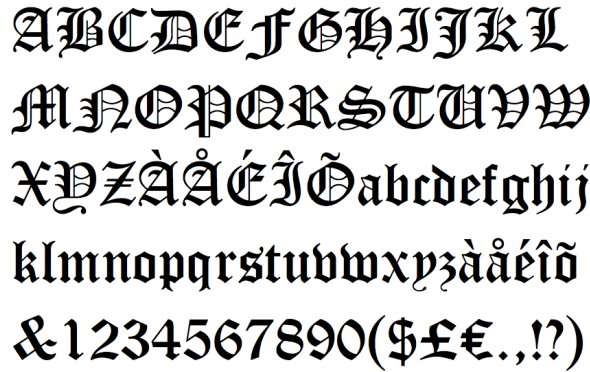 ABCDEFGHIJKL
MNOPQRSTUVW
XYZÀÅÉÎÕabcdefghij
klmnopqrstuvwxyzàåéîõ
&1234567890($£€.,!?)